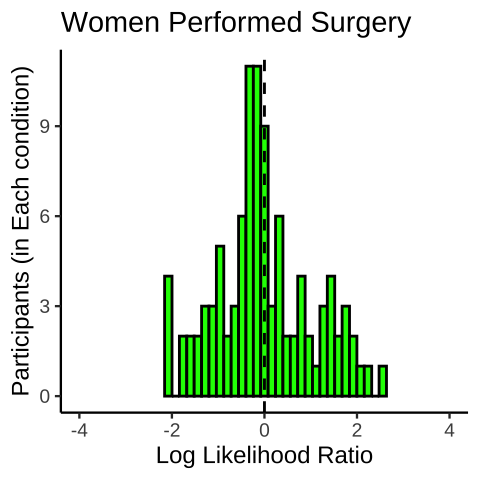 Women Performed Surgery
Participants (in Each condition)
9
6
3
0
-4 -2 0 2 4
Log Likelihood Ratio